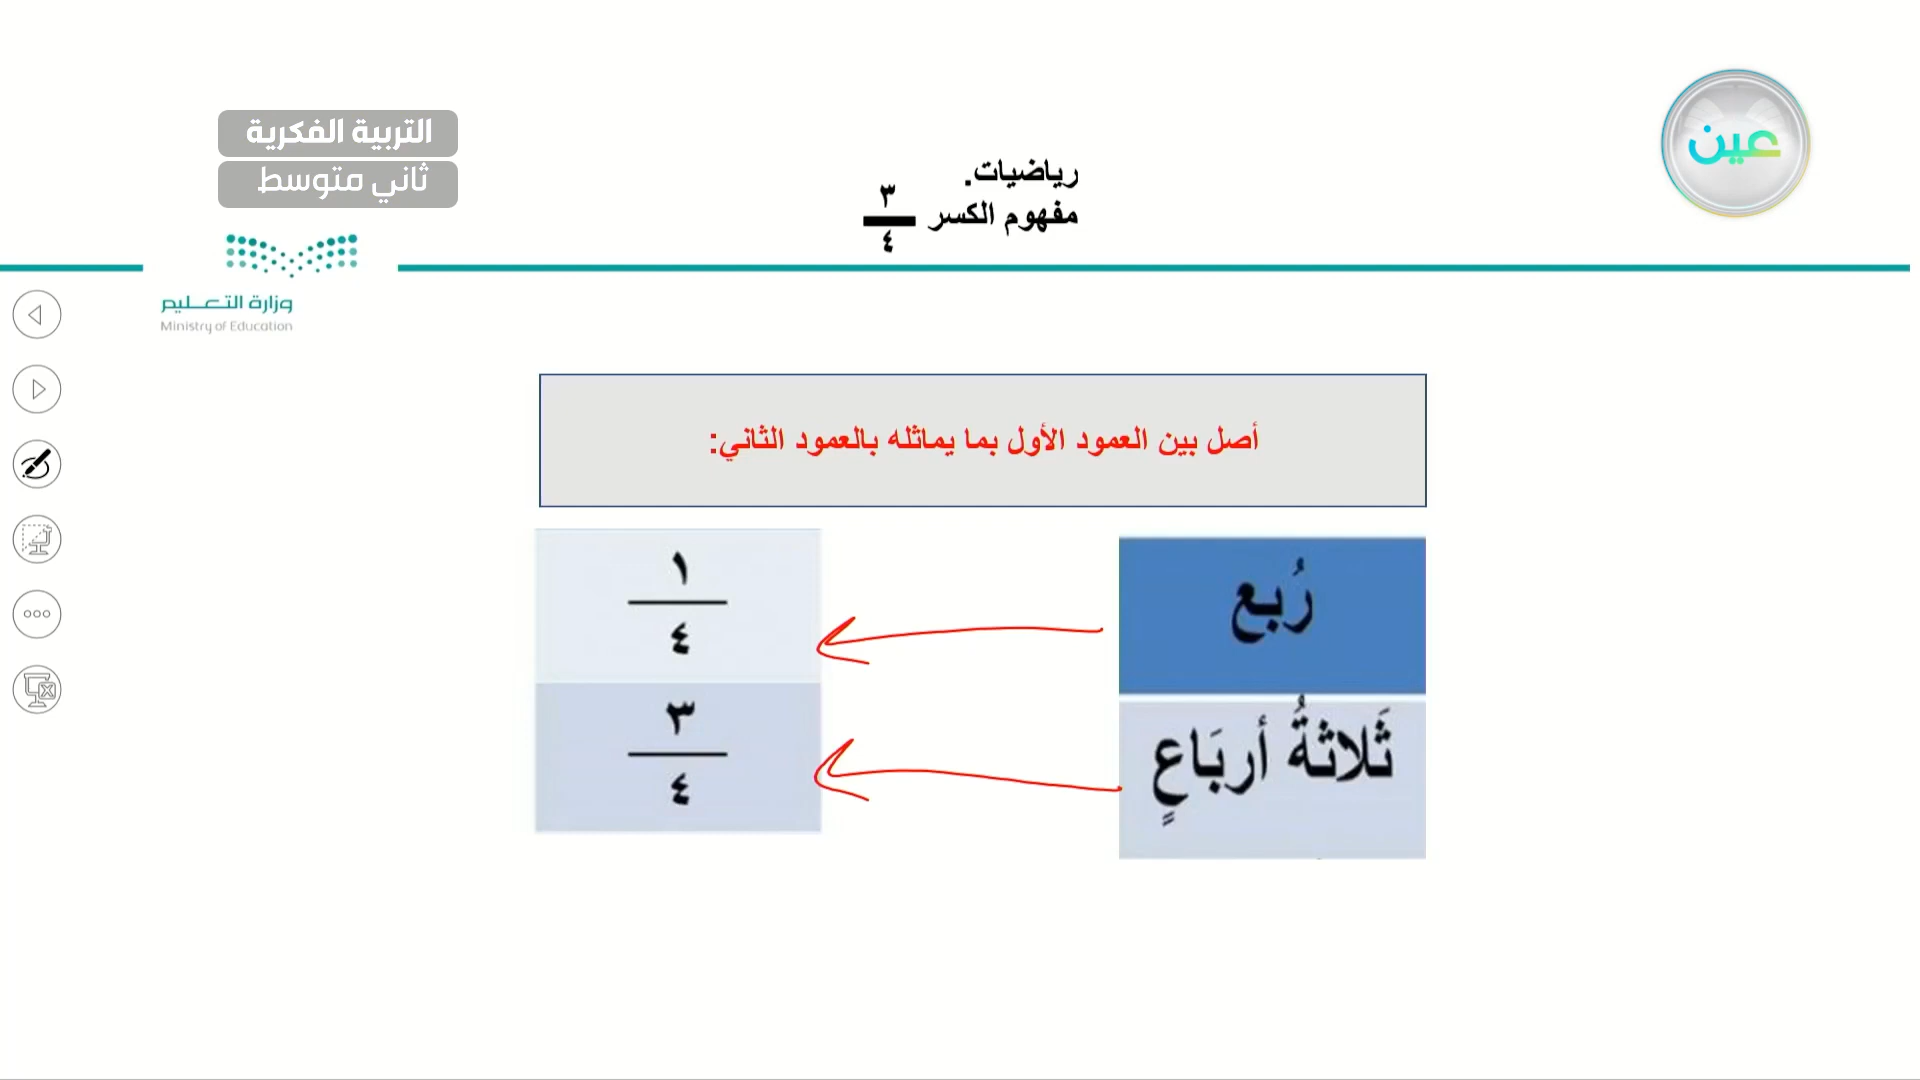 التربية الفكرية
ثاني متوسط
عين
رياضيات.
مفهوم الكسر ٣/٤
وزارة التعليم
Ministry of Education
أصل بين العمود الأول بما يماثله بالعمود الثاني:
رُبع
١/٤
ثَلاثةُ أربَاعٍ
٣/٤